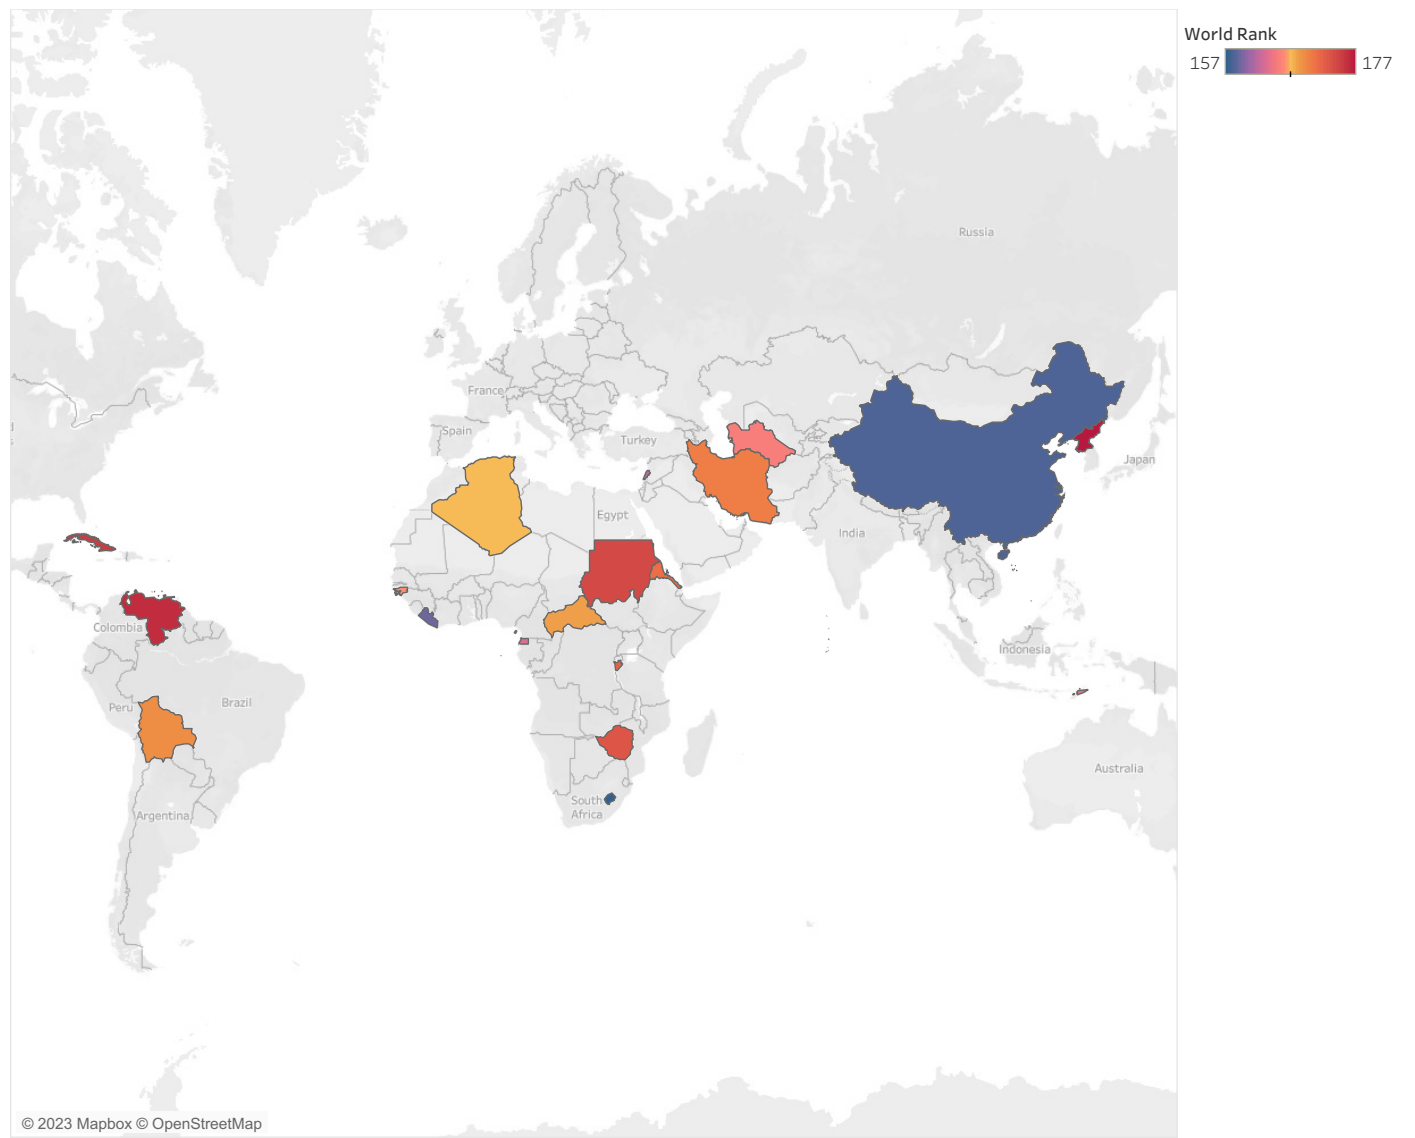 World Rank
157
177
Russia
France
Spain
Turkey
Japan
Egypt
India
Colombia
Indonesia
Peru
Brazil
Australia
South
Africa
Argentina
© 2023 Mapbox © OpenStreetMap